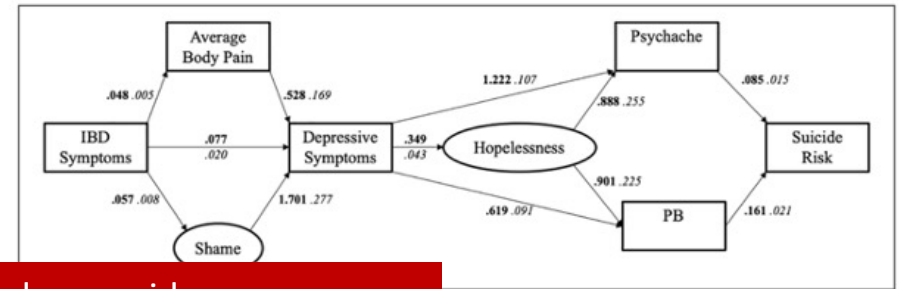 Average
Body Pain
Psychache
.048 .005
.528 .169
1.222 .107
.888 .255
.085 .015
IBD
Symptoms
.077
.020
Depressive
Symptoms
.349
.043
Hopelessness
Suicide
Risk
.057 .008
1.701 .277
.619 .091
.901 .225
PB
.161 .021
Shame